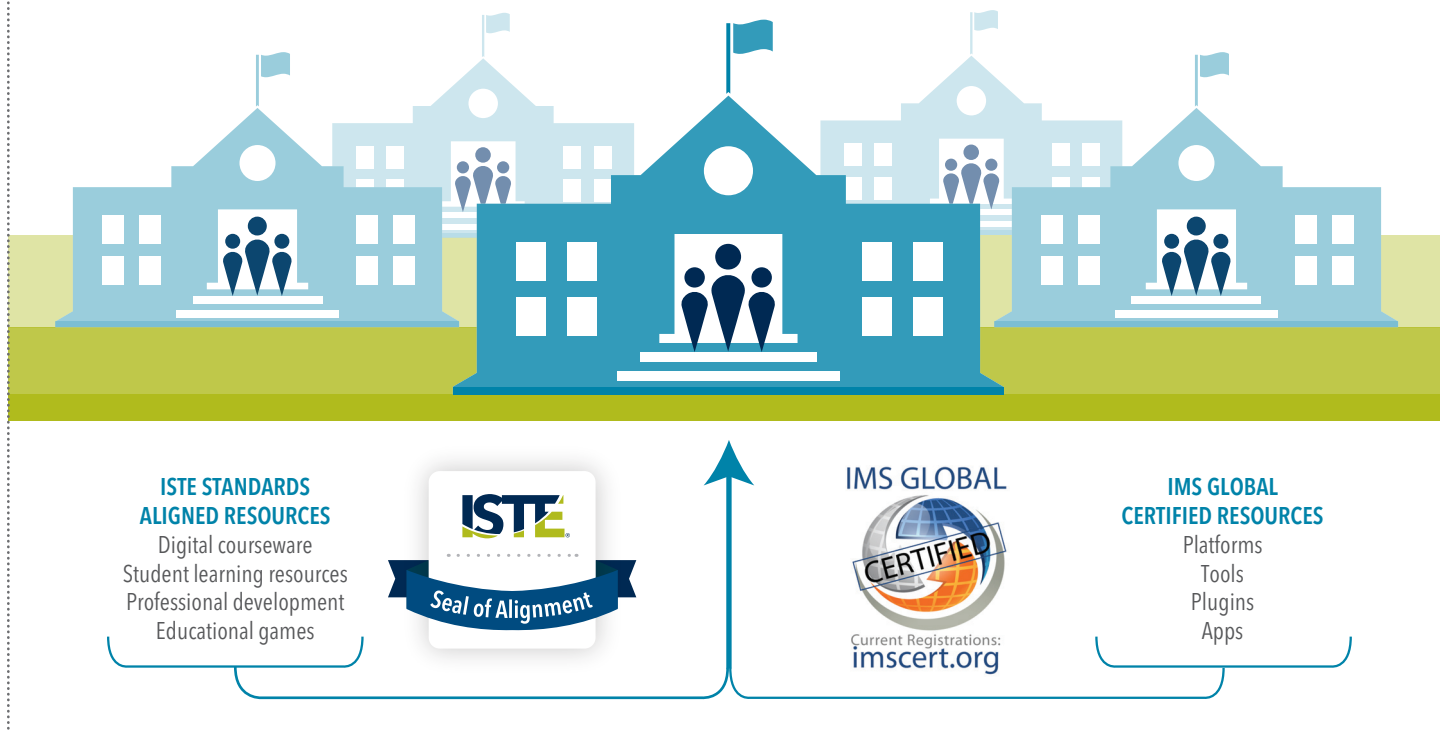 ISTE STANDARDS
ALIGNED RESOURCES
Digital courseware
Student learning resources
Professional development
Educational games
ISTE®
Seal of Alignment
IMS GLOBAL
CERTIFIED
Current Registrations:
imscert.org
IMS GLOBAL
CERTIFIED RESOURCES
Platforms
Tools
Plugins
Apps